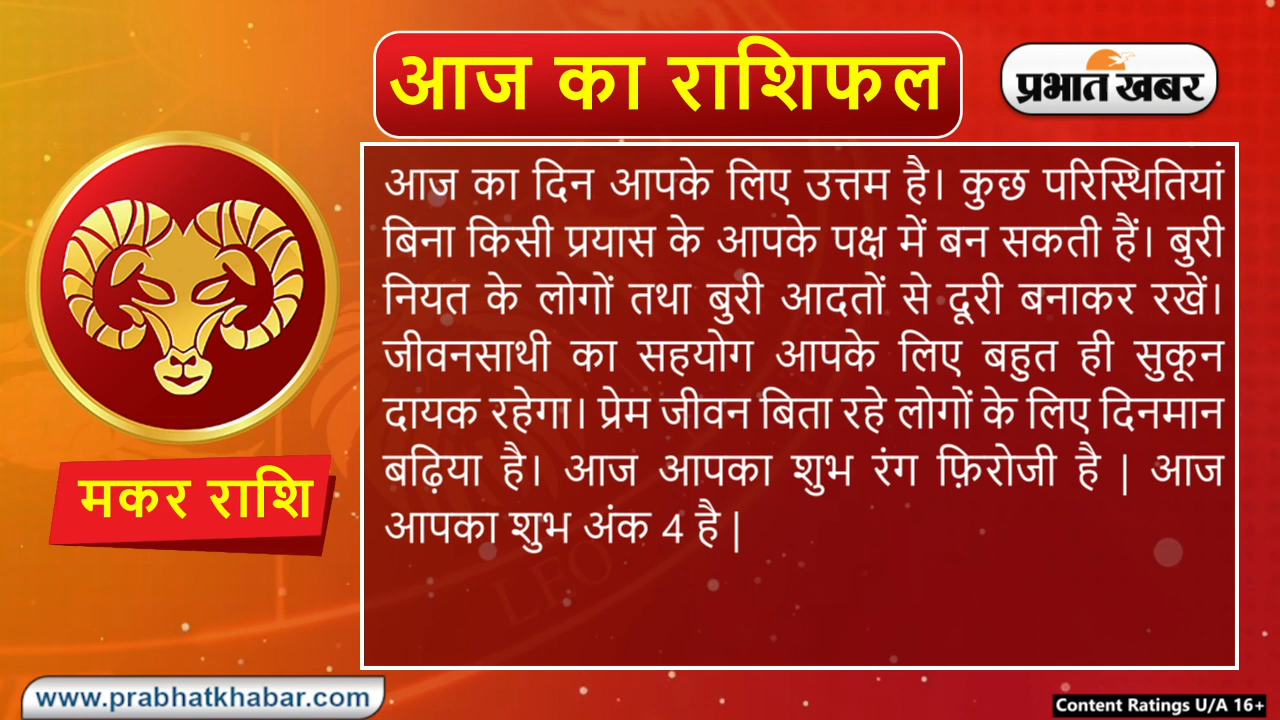 आज का राशिफल
प्रभात खबर
आज का दिन आपके लिए उत्तम है। कुछ परिस्थितियां
बिना किसी प्रयास के आपके पक्ष में बन सकती हैं। बुरी
नियत के लोगों तथा बुरी आदतों से दूरी बनाकर रखें।
जीवनसाथी का सहयोग आपके लिए बहुत ही सुकून
दायक रहेगा। प्रेम जीवन बिता रहे लोगों के लिए दिनमान
बढ़िया है। आज आपका शुभ रंग फ़िरोजी है | आज
आपका शुभ अंक 4 है |
मकर राशि
LEO
www.prabhatkhabar.com
Content Ratings U/A 16+